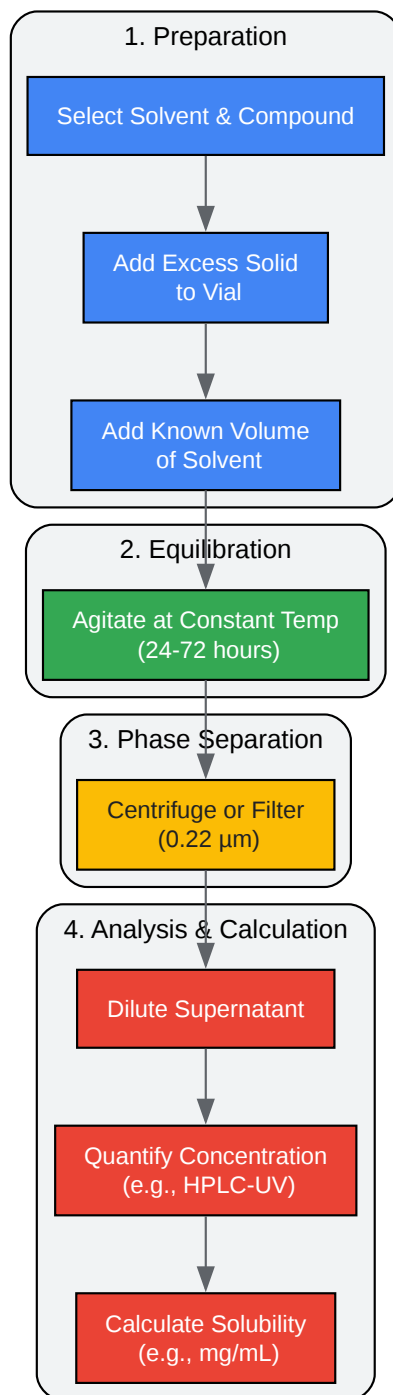 1. Preparation
Select Solvent & Compound
Add Excess Solid
to Vial
Add Known Volume
of Solvent
2. Equilibration
Agitate at Constant Temp
(24-72 hours)
3. Phase Separation
Centrifuge or Filter
(0.22 µm)
4. Analysis & Calculation
Dilute Supernatant
Quantify Concentration
(e.g., HPLC-UV)
Calculate Solubility
(e.g., mg/mL)